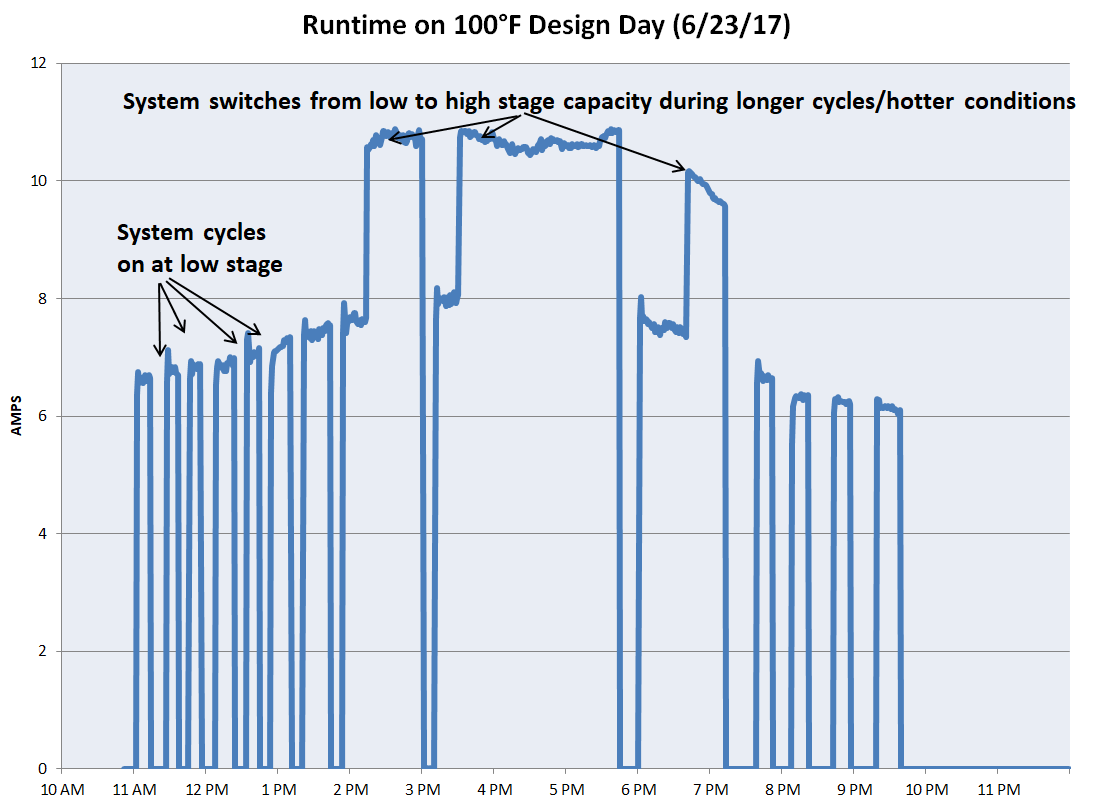 Runtime on 100°F Design Day (6/23/17)
12
System switches from low to high stage capacity during longer cycles/hotter conditions
10
System cycles
on at low stage
8
6
AMPS
4
2
0
10 AM 11 AM 12 PM 1 PM 2 PM 3 PM 4 PM 5 PM 6 PM 7 PM 8 PM 9 PM 10 PM 11 PM